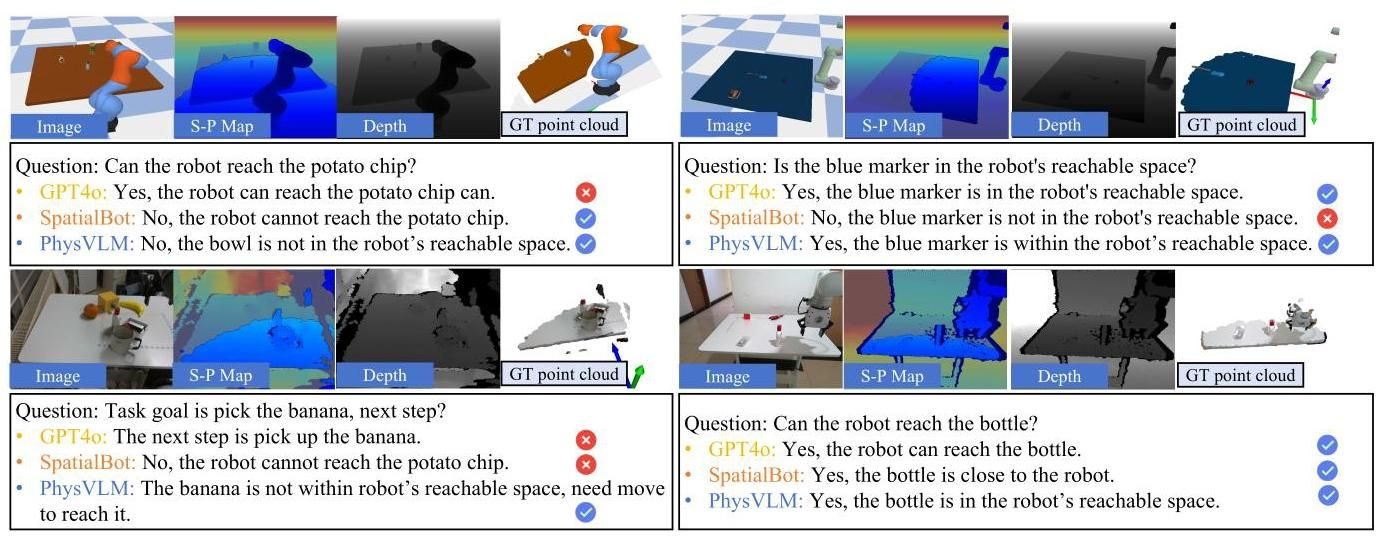 Image
S-P Map
Depth
GT point cloud
Question: Can the robot reach the potato chip?
• GPT4o: Yes, the robot can reach the potato chip can.
• SpatialBot: No, the robot cannot reach the potato chip.
• PhysVLM: No, the bowl is not in the robot’s reachable space.
Image
S-P Map
Depth
GT point cloud
Question: Is the blue marker in the robot's reachable space?
• GPT4o: Yes, the blue marker is in the robot's reachable space.
• SpatialBot: No, the blue marker is not in the robot's reachable space.
• PhysVLM: Yes, the blue marker is within the robot’s reachable space.
Image
S-P Map
Depth
GT point cloud
Question: Task goal is pick the banana, next step?
• GPT4o: The next step is pick up the banana.
• SpatialBot: No, the robot cannot reach the potato chip.
• PhysVLM: The banana is not within robot’s reachable space, need move
to reach it.
Image
S-P Map
Depth
GT point cloud
Question: Can the robot reach the bottle?
• GPT4o: Yes, the robot can reach the bottle.
• SpatialBot: Yes, the bottle is close to the robot.
• PhysVLM: Yes, the bottle is in the robot’s reachable space.